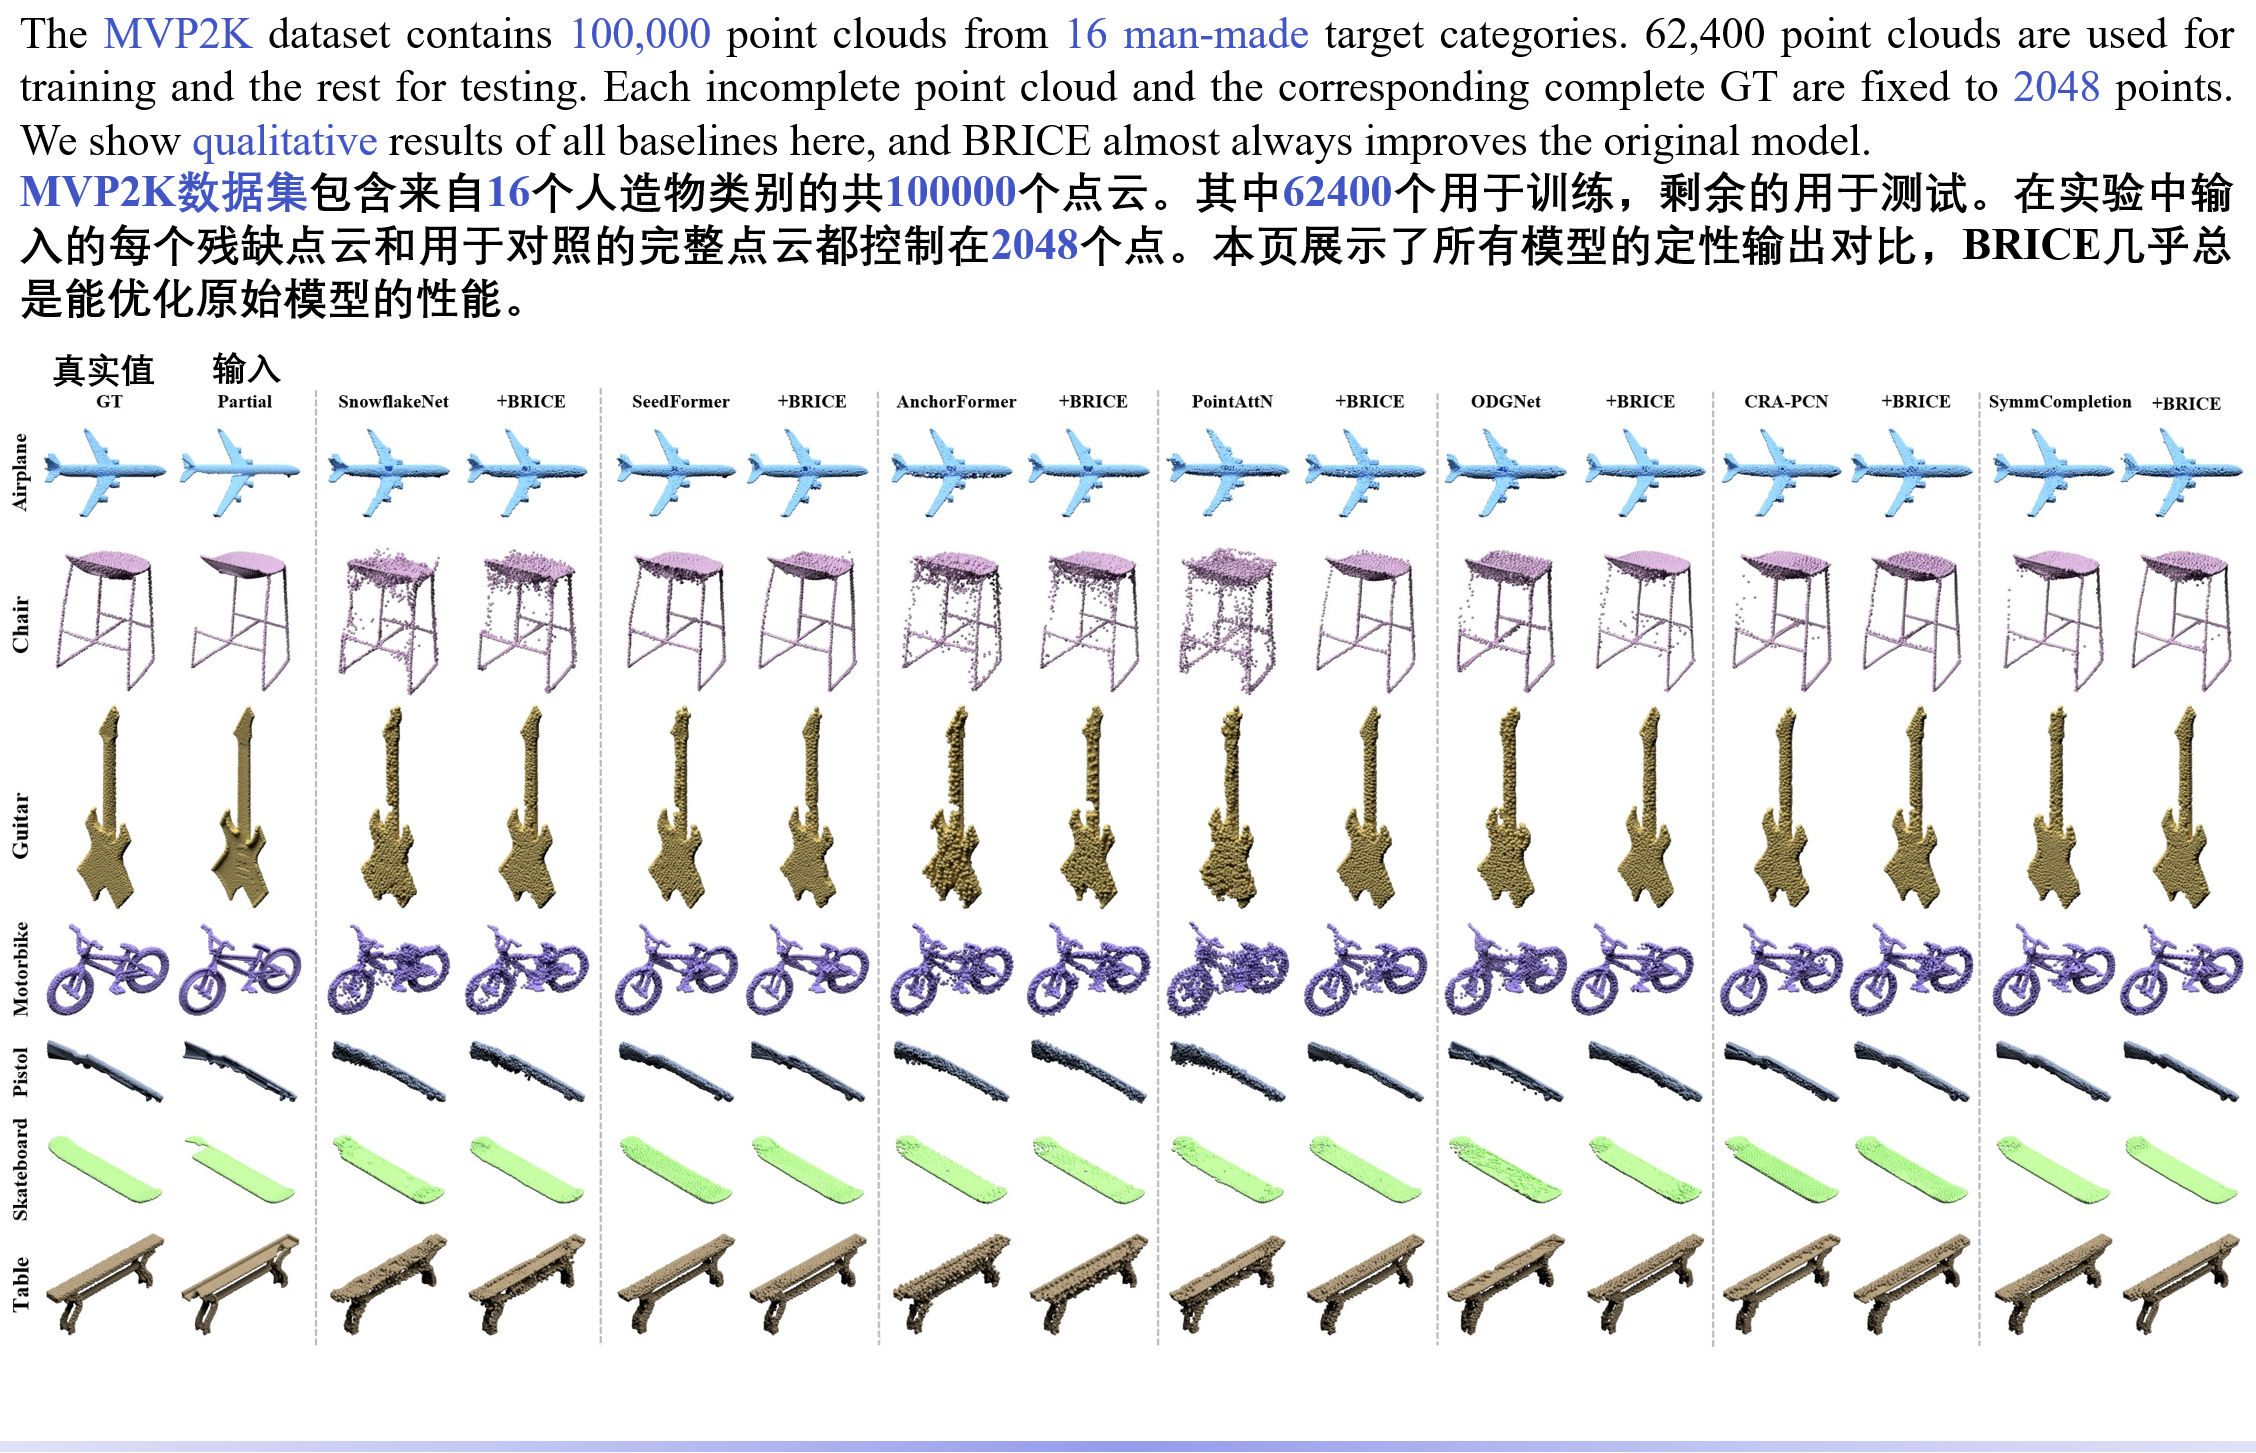 The MVP2K dataset contains 100,000 point clouds from 16 man-made target categories. 62,400 point clouds are used for
training and the rest for testing. Each incomplete point cloud and the corresponding complete GT are fixed to 2048 points.
We show qualitative results of all baselines here, and BRICE almost always improves the original model.
MVP2K数据集包含来自16个人造物类别的共100000个点云。其中62400个用于训练，剩余的用于测试。在实验中输
入的每个残缺点云和用于对照的完整点云都控制在2048个点。本页展示了所有模型的定性输出对比，BRICE几乎总
是能优化原始模型的性能。
真实值 输入
GT Partial SnowflakeNet +BRICE SeedFormer +BRICE AnchorFormer +BRICE PointAttN +BRICE ODGNet +BRICE CRA-PCN +BRICE SymmCompletion +BRICE
Airplane
Chair
Guitar
Motorbike
Pistol
Skateboard
Table